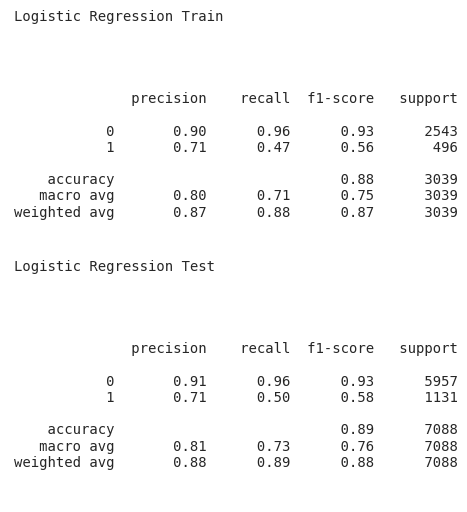 Logistic Regression Train
precision recall f1-score support
0 0.90 0.96 0.93 2543
1 0.71 0.47 0.56 496
accuracy 0.88 3039
macro avg 0.80 0.71 0.75 3039
weighted avg 0.87 0.88 0.87 3039
Logistic Regression Test
precision recall f1-score support
0 0.91 0.96 0.93 5957
1 0.71 0.50 0.58 1131
accuracy 0.89 7088
macro avg 0.81 0.73 0.76 7088
weighted avg 0.88 0.89 0.88 7088